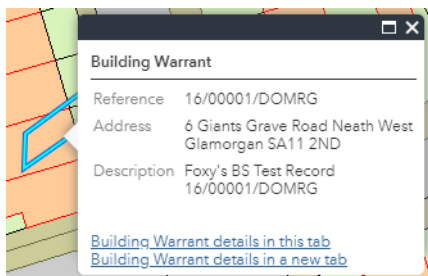 Building Warrant
Reference 16/00001/DOMRG
Address 6 Giants Grave Road Neath West
Glamorgan SA11 2ND
Description Foxy's BS Test Record
16/00001/DOMRG
Building Warrant details in this tab
Building Warrant details in a new tab